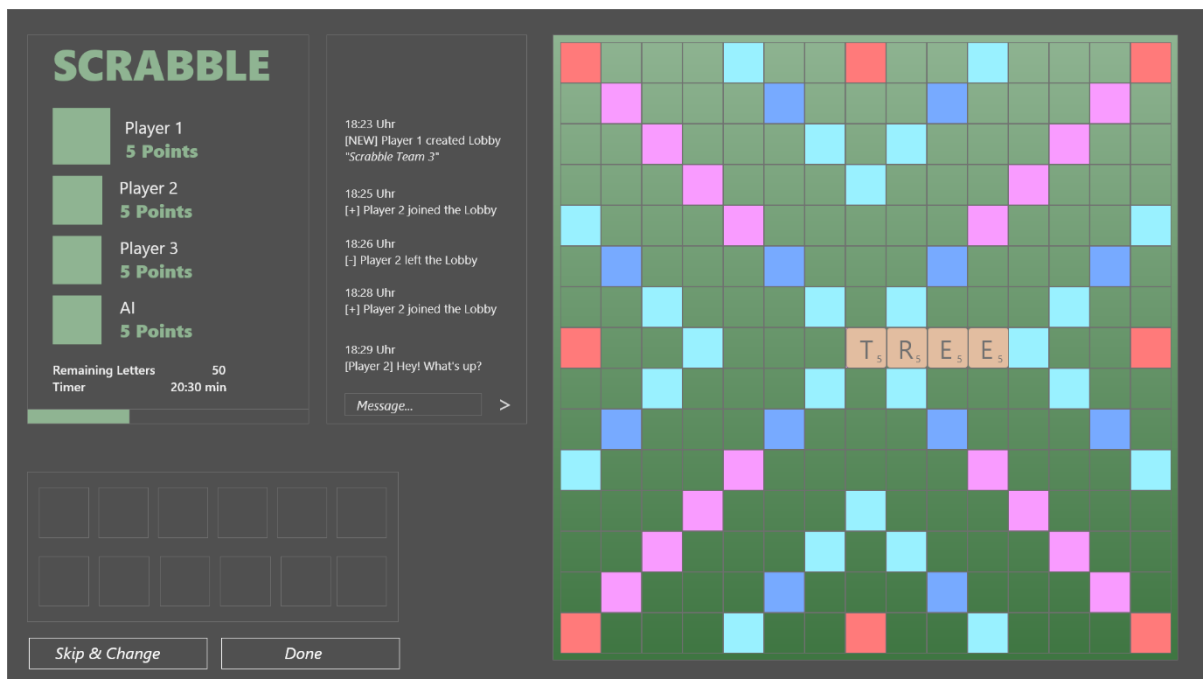 SCRABBLE
Player 1
5 Points
Player 2
5 Points
Player 3
5 Points
AI
5 Points
Remaining Letters 50
Timer 20:30 min
18:23 Uhr
[NEW] Player 1 created Lobby
"Scrabble Team 3"
18:25 Uhr
[+] Player 2 joined the Lobby
18:26 Uhr
[-] Player 2 left the Lobby
18:28 Uhr
[+] Player 2 joined the Lobby
18:29 Uhr
[Player 2] Hey! What's up?
Message... >
T5 R5 E5 E5
Skip & Change
Done